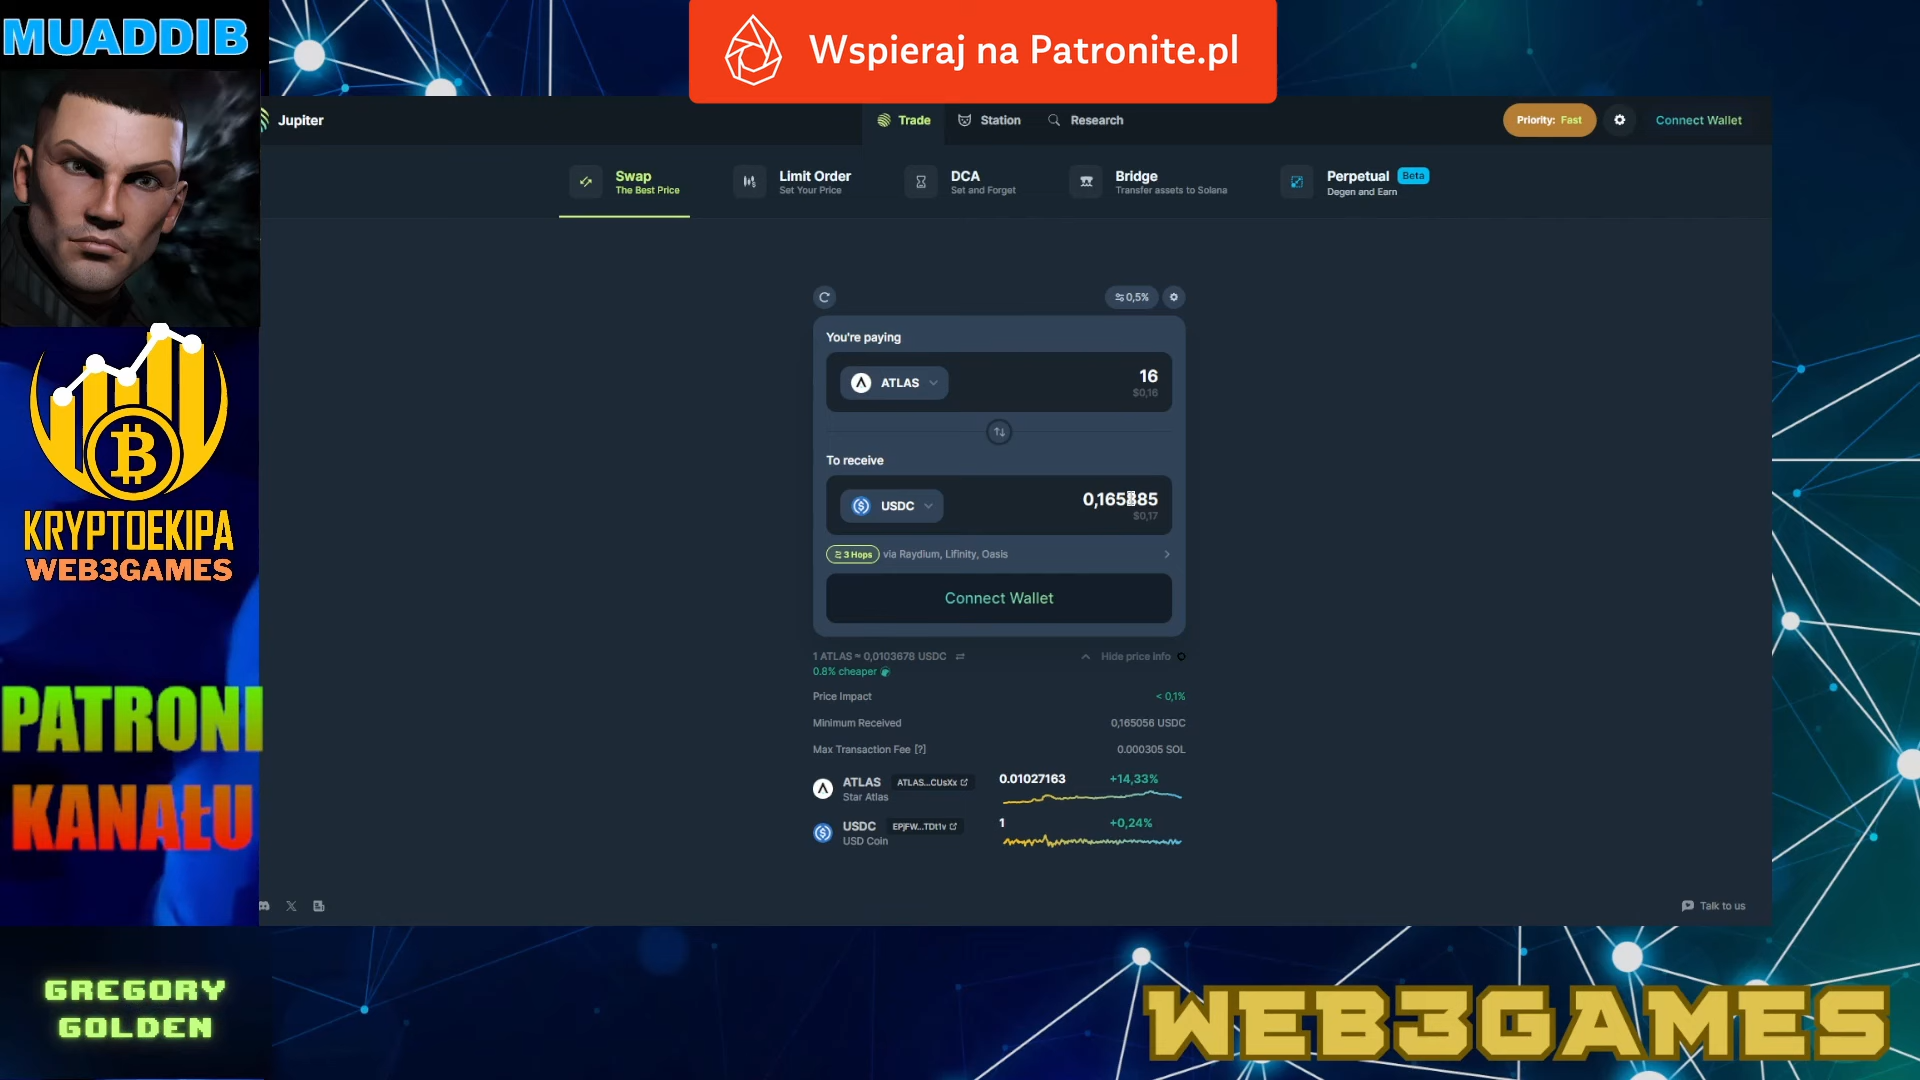 MUADDIB
Wspieraj na Patronite.pl
Jupiter
Trade
Station
Research
Priority: Fast
Connect Wallet
Swap
The Best Price
Limit Order
Set Your Price
DCA
Set and Forget
Bridge
Transfer assets to Solana
Perpetual Beta
Degen and Earn
0,5%
You're paying
ATLAS
16
$0,16
To receive
USDC
0,165885
$0,17
3 Hops via Raydium, Lifinity, Oasis
Connect Wallet
1 ATLAS ≈ 0,0103678 USDC
Hide price info
0.8% cheaper
Price Impact
< 0,1%
Minimum Received
0,165056 USDC
Max Transaction Fee [?]
0.000305 SOL
ATLAS
ATLAS...CUsXx
Star Atlas
0.01027163
+14,33%
USDC
EPjFW...TDt1v
USD Coin
1
+0,24%
Talk to us
KRYPTOEKIPA
WEB3GAMES
PATRONI
KANAŁU
GREGORY
GOLDEN
WEB3GAMES